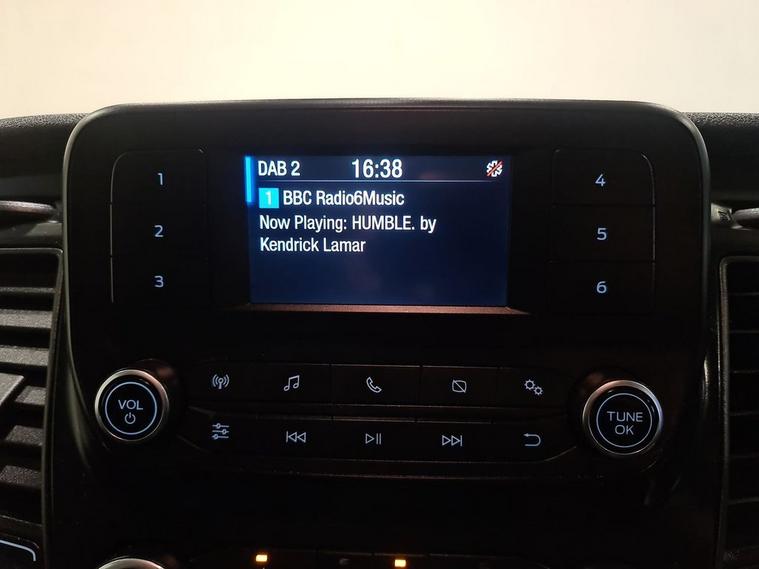 DAB 2 16:38
1 BBC Radio6Music
Now Playing: HUMBLE. by
Kendrick Lamar
1
2
3
4
5
6
VOL
TUNE
OK